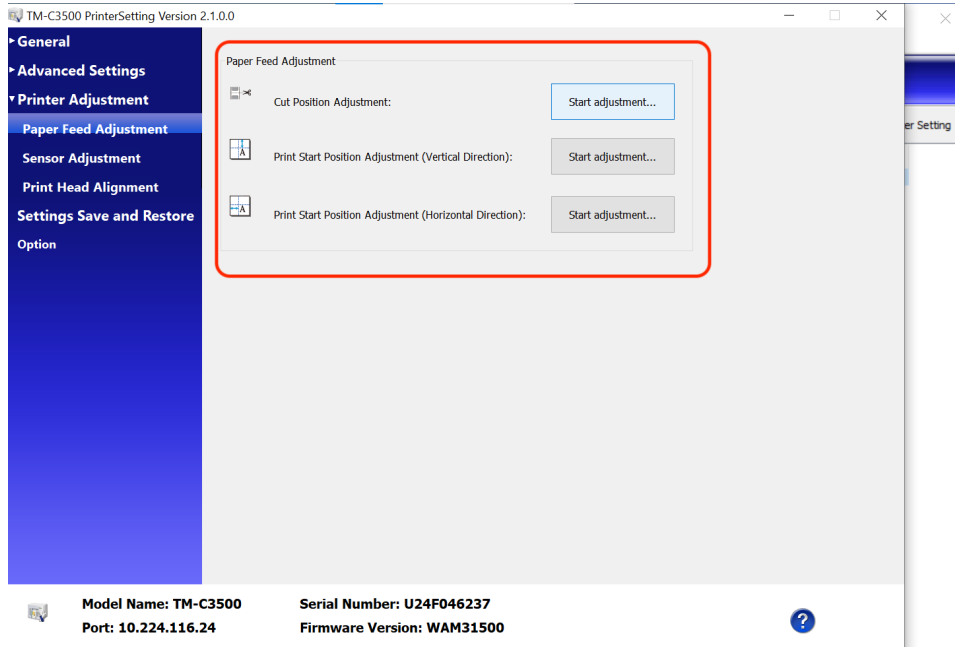 TM-C3500 PrinterSetting Version 2.1.0.0
General
Advanced Settings
Printer Adjustment
Paper Feed Adjustment
Sensor Adjustment
Print Head Alignment
Settings Save and Restore
Option
Paper Feed Adjustment
Cut Position Adjustment:
Start adjustment...
A
Print Start Position Adjustment (Vertical Direction):
Start adjustment...
A
Print Start Position Adjustment (Horizontal Direction):
Start adjustment...
er Setting
Model Name: TM-C3500
Serial Number: U24F046237
Port: 10.224.116.24
Firmware Version: WAM31500
?